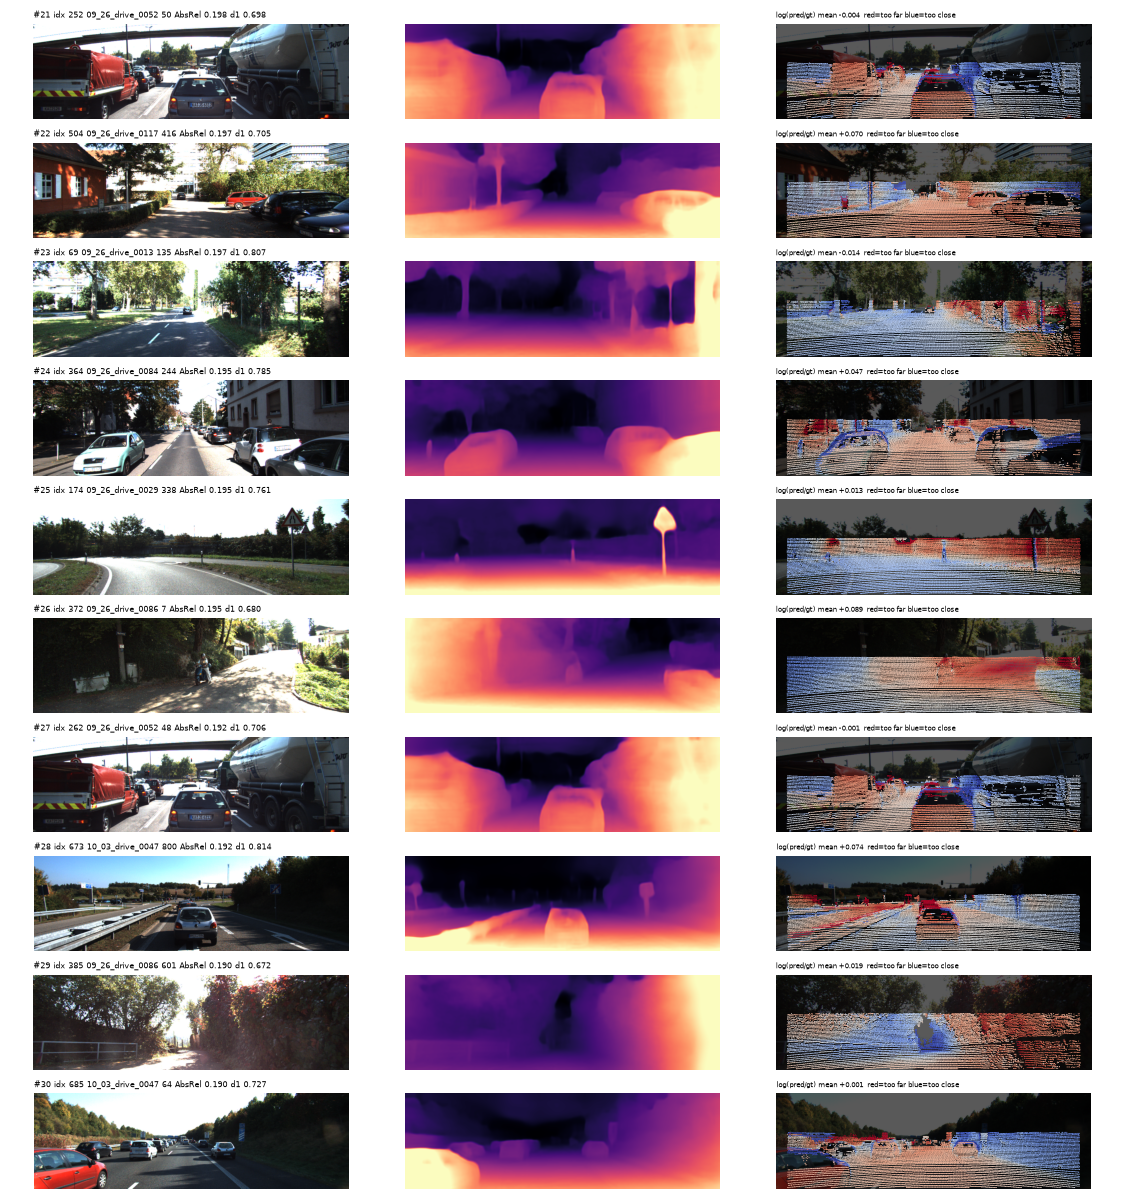 #21 idx 252 09_26_drive_0052 50 AbsRel 0.198 d1 0.698
log(pred/gt) mean -0.004 red=too far blue=too close
#22 idx 504 09_26_drive_0117 416 AbsRel 0.197 d1 0.705
log(pred/gt) mean +0.070 red=too far blue=too close
#23 idx 69 09_26_drive_0013 135 AbsRel 0.197 d1 0.807
log(pred/gt) mean -0.014 red=too far blue=too close
#24 idx 364 09_26_drive_0084 244 AbsRel 0.195 d1 0.785
log(pred/gt) mean +0.047 red=too far blue=too close
#25 idx 174 09_26_drive_0029 338 AbsRel 0.195 d1 0.761
log(pred/gt) mean +0.013 red=too far blue=too close
#26 idx 372 09_26_drive_0086 7 AbsRel 0.195 d1 0.680
log(pred/gt) mean +0.089 red=too far blue=too close
#27 idx 262 09_26_drive_0052 48 AbsRel 0.192 d1 0.706
log(pred/gt) mean -0.001 red=too far blue=too close
#28 idx 673 10_03_drive_0047 800 AbsRel 0.192 d1 0.814
log(pred/gt) mean +0.074 red=too far blue=too close
#29 idx 385 09_26_drive_0086 601 AbsRel 0.190 d1 0.672
log(pred/gt) mean +0.019 red=too far blue=too close
#30 idx 685 10_03_drive_0047 64 AbsRel 0.190 d1 0.727
log(pred/gt) mean +0.001 red=too far blue=too close